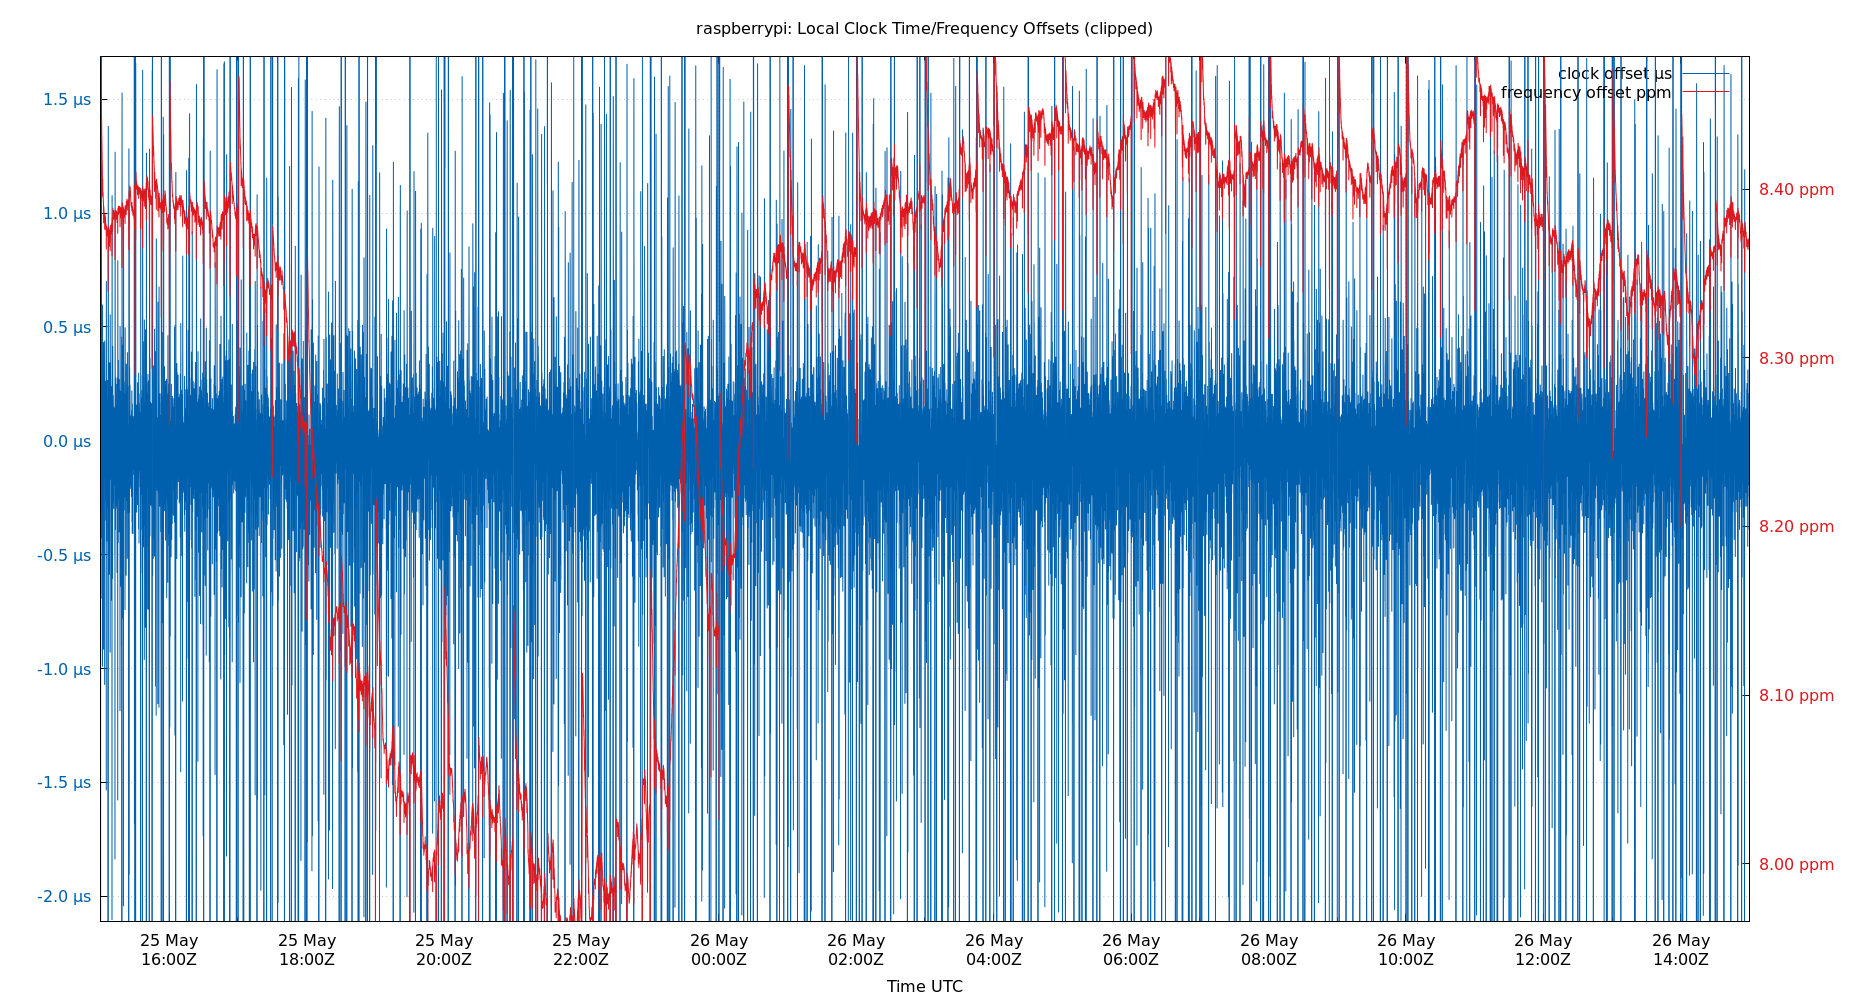 raspberrypi: Local Clock Time/Frequency Offsets (clipped)
clock offset µs
frequency offset ppm
1.5 µs
1.0 µs
0.5 µs
0.0 µs
-0.5 µs
-1.0 µs
-1.5 µs
-2.0 µs
8.40 ppm
8.30 ppm
8.20 ppm
8.10 ppm
8.00 ppm
25 May 25 May 25 May 25 May 26 May 26 May 26 May 26 May 26 May 26 May 26 May 26 May
16:00Z 18:00Z 20:00Z 22:00Z 00:00Z 02:00Z 04:00Z 06:00Z 08:00Z 10:00Z 12:00Z 14:00Z
Time UTC